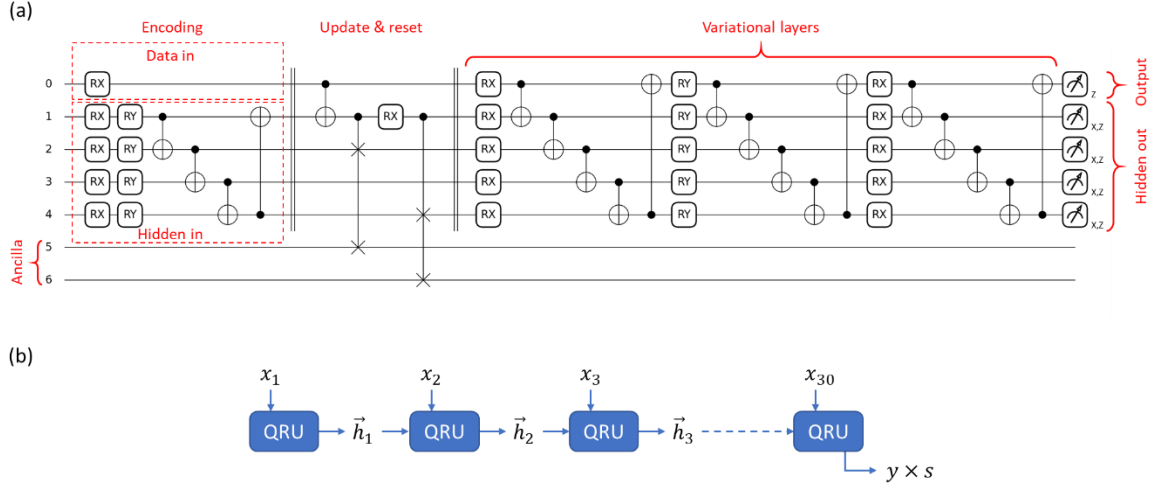 (a)
Encoding Update & reset Variational layers
Data in
0 RX RX RY RX Z Output
1 RX RY RX RX RY RX X,Z
2 RX RY RX RY RX X,Z
3 RX RY RX RY RX X,Z
4 RX RY RX RY RX X,Z
Hidden out
Hidden in
Ancilla
5
6
(b)
x₁ x₂ x₃ x₃₀
QRU h⃗₁ QRU h⃗₂ QRU h⃗₃ QRU
y × s